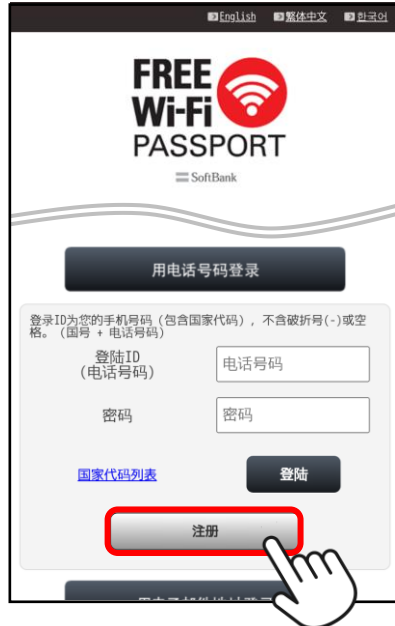 English 繁体中文 한국어
FREE
Wi-Fi
PASSPORT
SoftBank
用电话号码登录
登录ID为您的手机号码（包含国家代码），不含破折号(-)或空
格。（国号 + 电话号码）
登陆ID
(电话号码) 电话号码
密码 密码
国家代码列表 登陆
注册